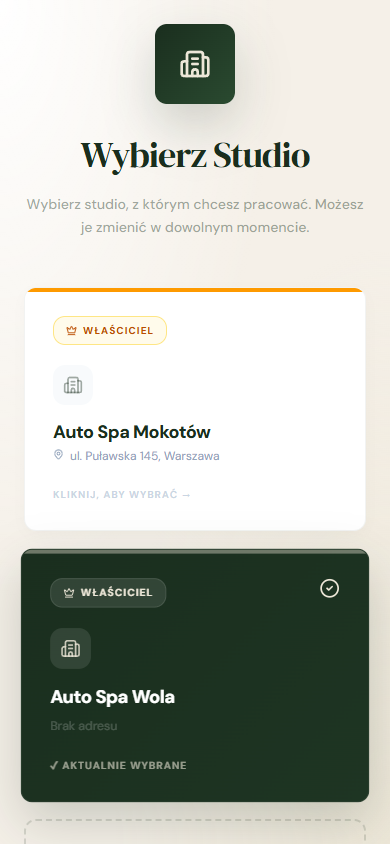 Wybierz Studio
Wybierz studio, z którym chcesz pracować. Możesz
je zmienić w dowolnym momencie.
WŁAŚCICIEL
Auto Spa Mokotów
ul. Puławska 145, Warszawa
KLIKNIJ, ABY WYBRAĆ →
WŁAŚCICIEL
Auto Spa Wola
Brak adresu
✓ AKTUALNIE WYBRANE